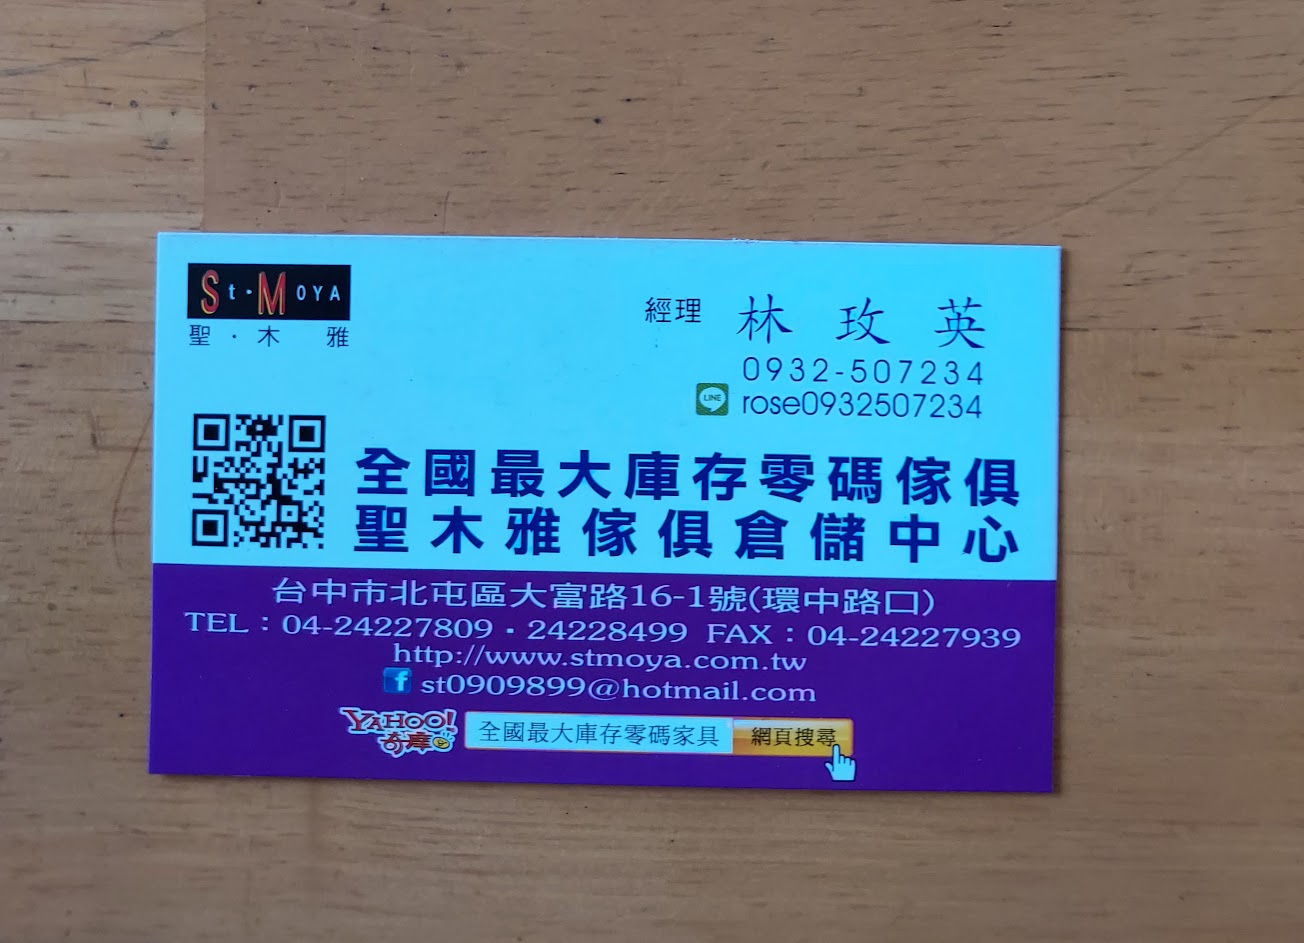 St·MOYA
聖·木雅
經理 林玫英
0932-507234
LINE rose0932507234
全國最大庫存零碼傢俱
聖木雅傢俱倉儲中心
台中市北屯區大富路16-1號(環中路口)
TEL：04-24227809·24228499 FAX：04-24227939
http://www.stmoya.com.tw
f st0909899@hotmail.com
YAHOO!奇摩 全國最大庫存零碼家具 網頁搜尋